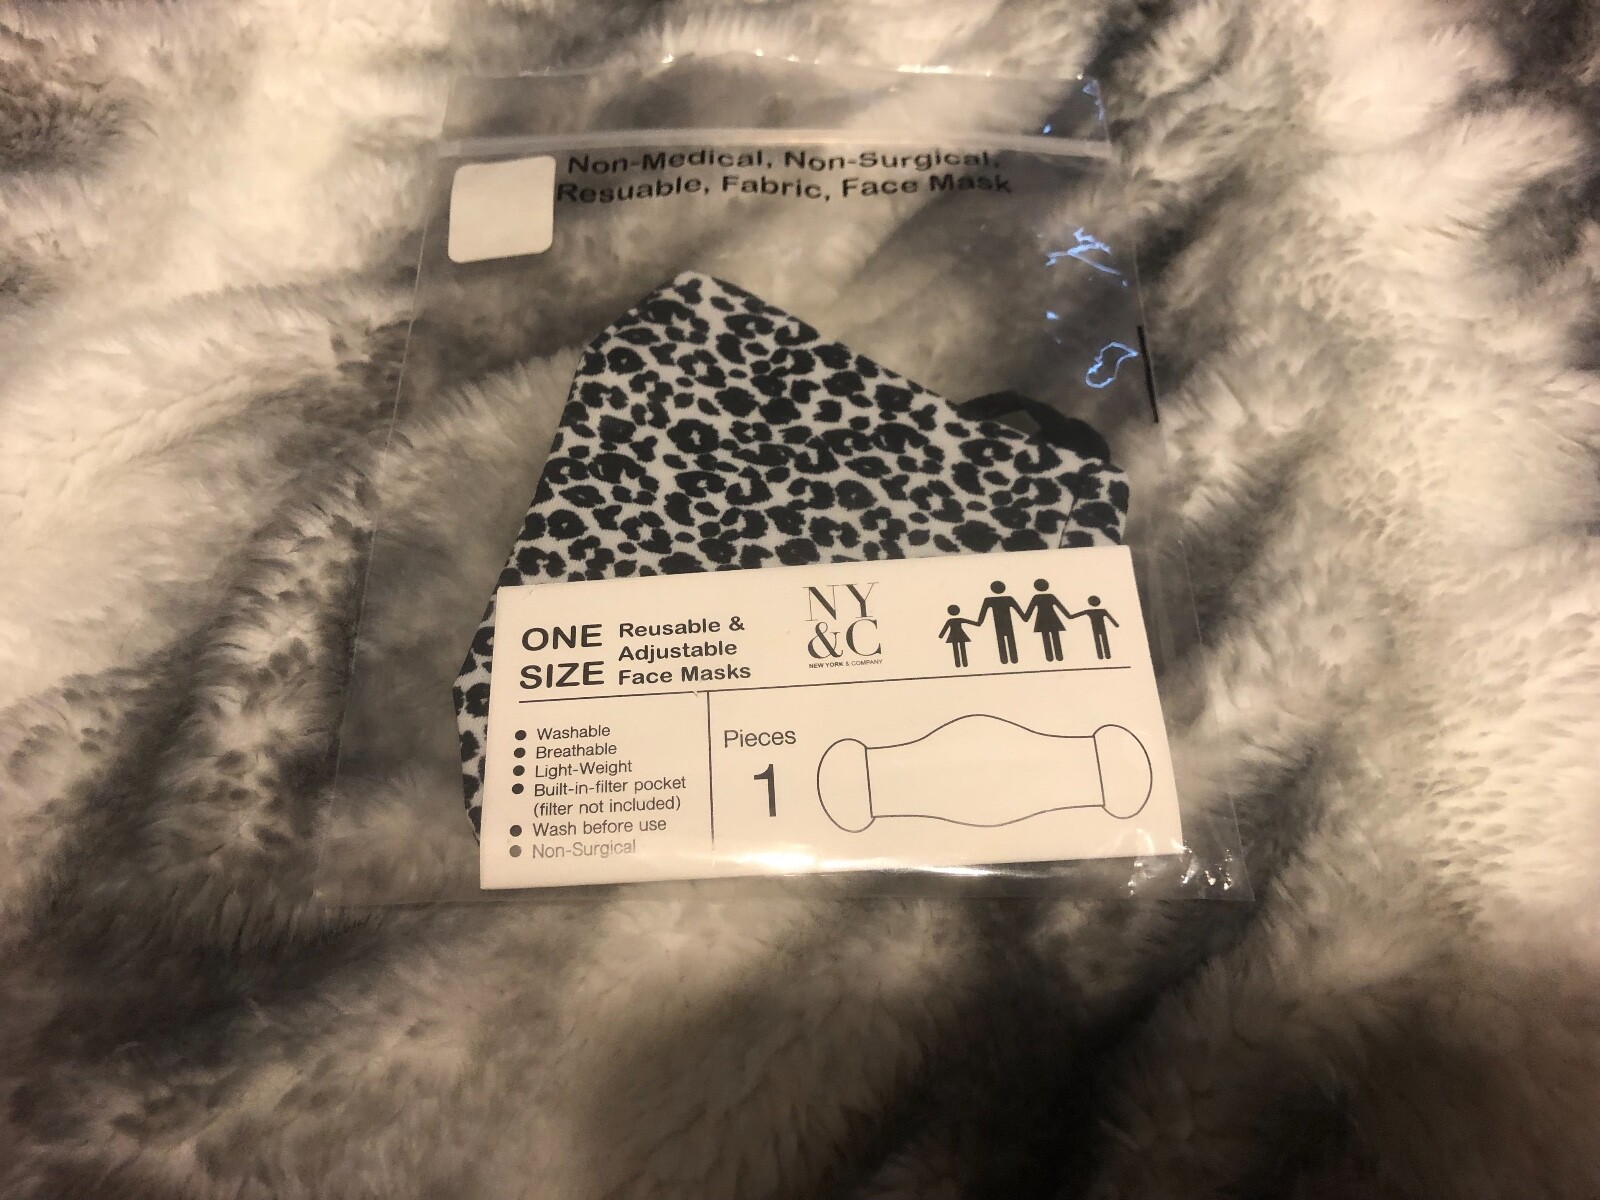 Non-Medical, Non-Surgical,
Resuable, Fabric, Face Mask
ONE
SIZE
Reusable &
Adjustable
Face Masks
NY
&C
NEW YORK & COMPANY
Washable
Breathable
Light-Weight
Built-in-filter pocket
(filter not included)
Wash before use
Non-Surgical
Pieces
1